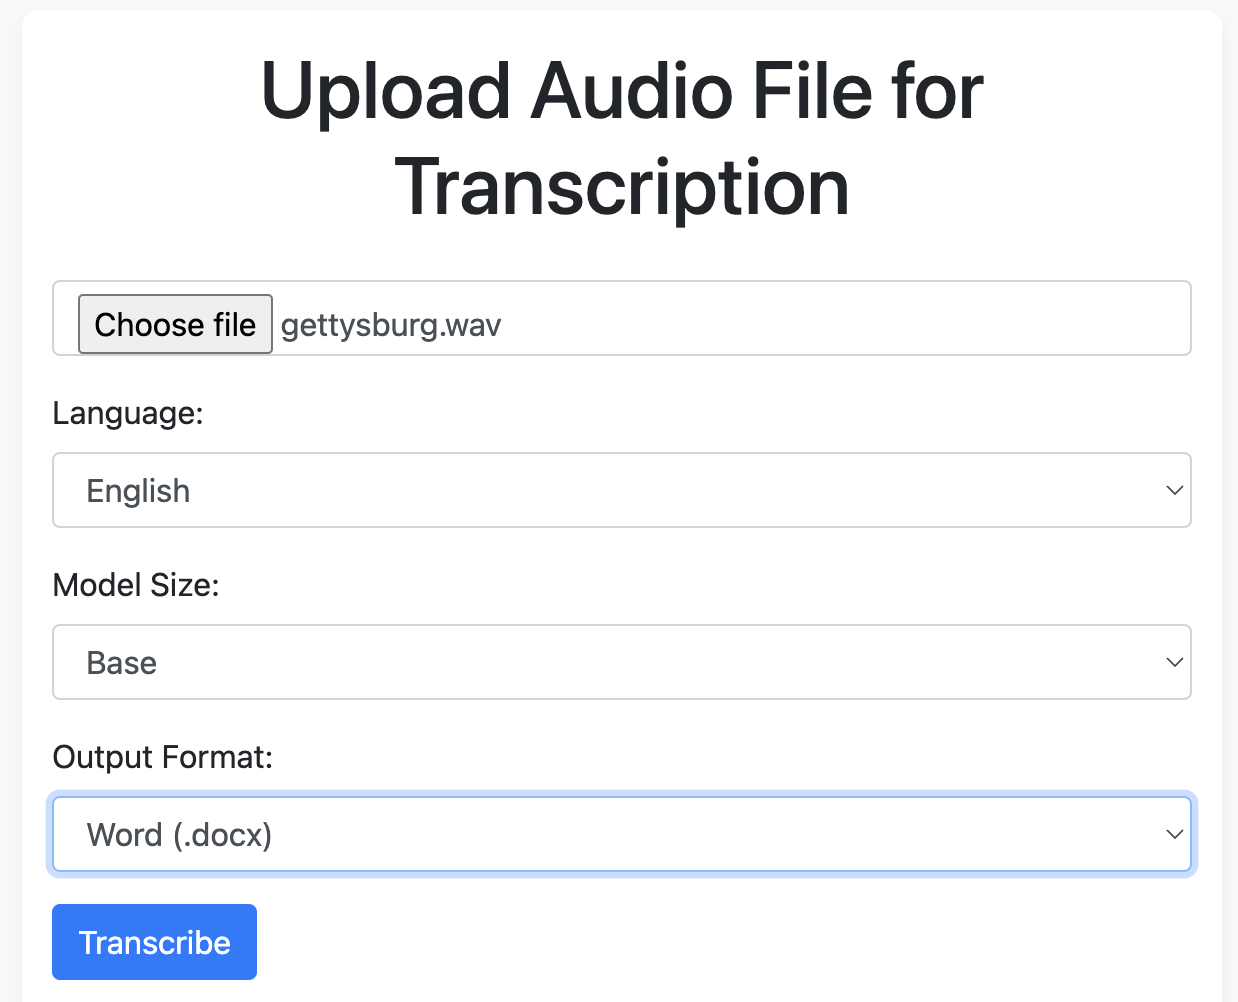 Upload Audio File for
Transcription
Choose file gettysburg.wav
Language:
English
Model Size:
Base
Output Format:
Word (.docx)
Transcribe